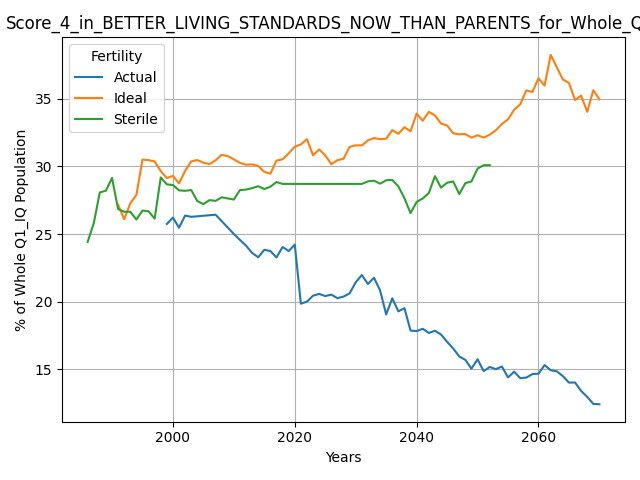 Score_4_in_BETTER_LIVING_STANDARDS_NOW_THAN_PARENTS_for_Whole_Q
Fertility
Actual
Ideal
Sterile
% of Whole Q1_IQ Population
35
30
25
20
15
2000
2020
2040
2060
Years